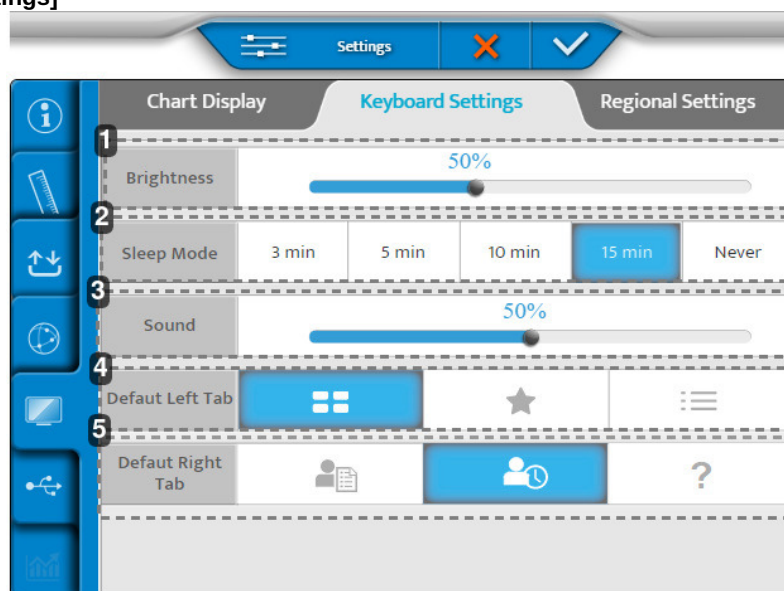 ings]
Settings
Chart Display Keyboard Settings Regional Settings
1
50%
Brightness
2
Sleep Mode 3 min 5 min 10 min 15 min Never
3
50%
Sound
4
Defaut Left Tab
5
Defaut Right
Tab
?